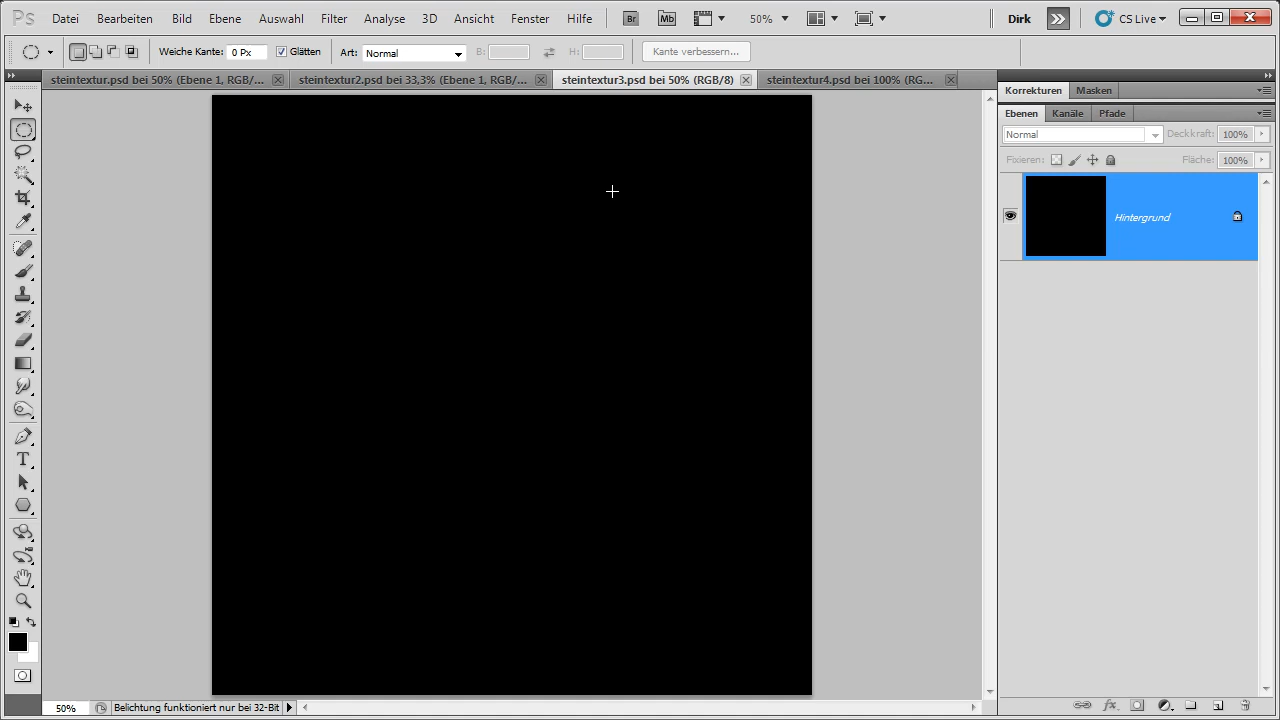 Ps Datei Bearbeiten Bild Ebene Auswahl Filter Analyse 3D Ansicht Fenster Hilfe Br Mb 50% Dirk CS Live
Weiche Kante: 0 Px Glätten Art: Normal B: H: Kante verbessern...
steintextur.psd bei 50% (Ebene 1, RGB/... steintextur2.psd bei 33,3% (Ebene 1, RGB/... steintextur3.psd bei 50% (RGB/8) steintextur4.psd bei 100% (RG...
Korrekturen Masken
Ebenen Kanäle Pfade
Normal Deckkraft: 100%
Fixieren: Fläche: 100%
Hintergrund
T
fx
50% Belichtung funktioniert nur bei 32-Bit